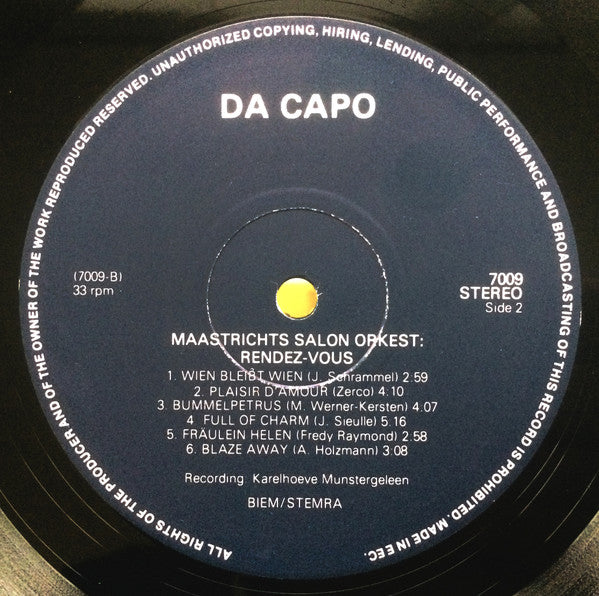 ALL RIGHTS OF THE PRODUCER AND OF THE OWNER OF THE WORK REPRODUCED RESERVED. UNAUTHORIZED COPYING, HIRING, LENDING, PUBLIC PERFORMANCE AND BROADCASTING OF THIS RECORD IS PROHIBITED. MADE IN EEC.
DA CAPO
(7009-B)
33 rpm
7009
STEREO
Side 2
MAASTRICHTS SALON ORKEST:
RENDEZ-VOUS
1. WIEN BLEIBT WIEN (J. Schrammel) 2:59
2. PLAISIR D'AMOUR (Zerco) 4:10
3. BUMMELPETRUS (M. Werner-Kersten) 4:07
4 FULL OF CHARM (J. Sieulle) 5.16
5. FRÄULEIN HELEN (Fredy Raymond) 2:58
6. BLAZE AWAY (A. Holzmann) 3:08
Recording Karelhoeve Munstergeleen
BIEM/STEMRA